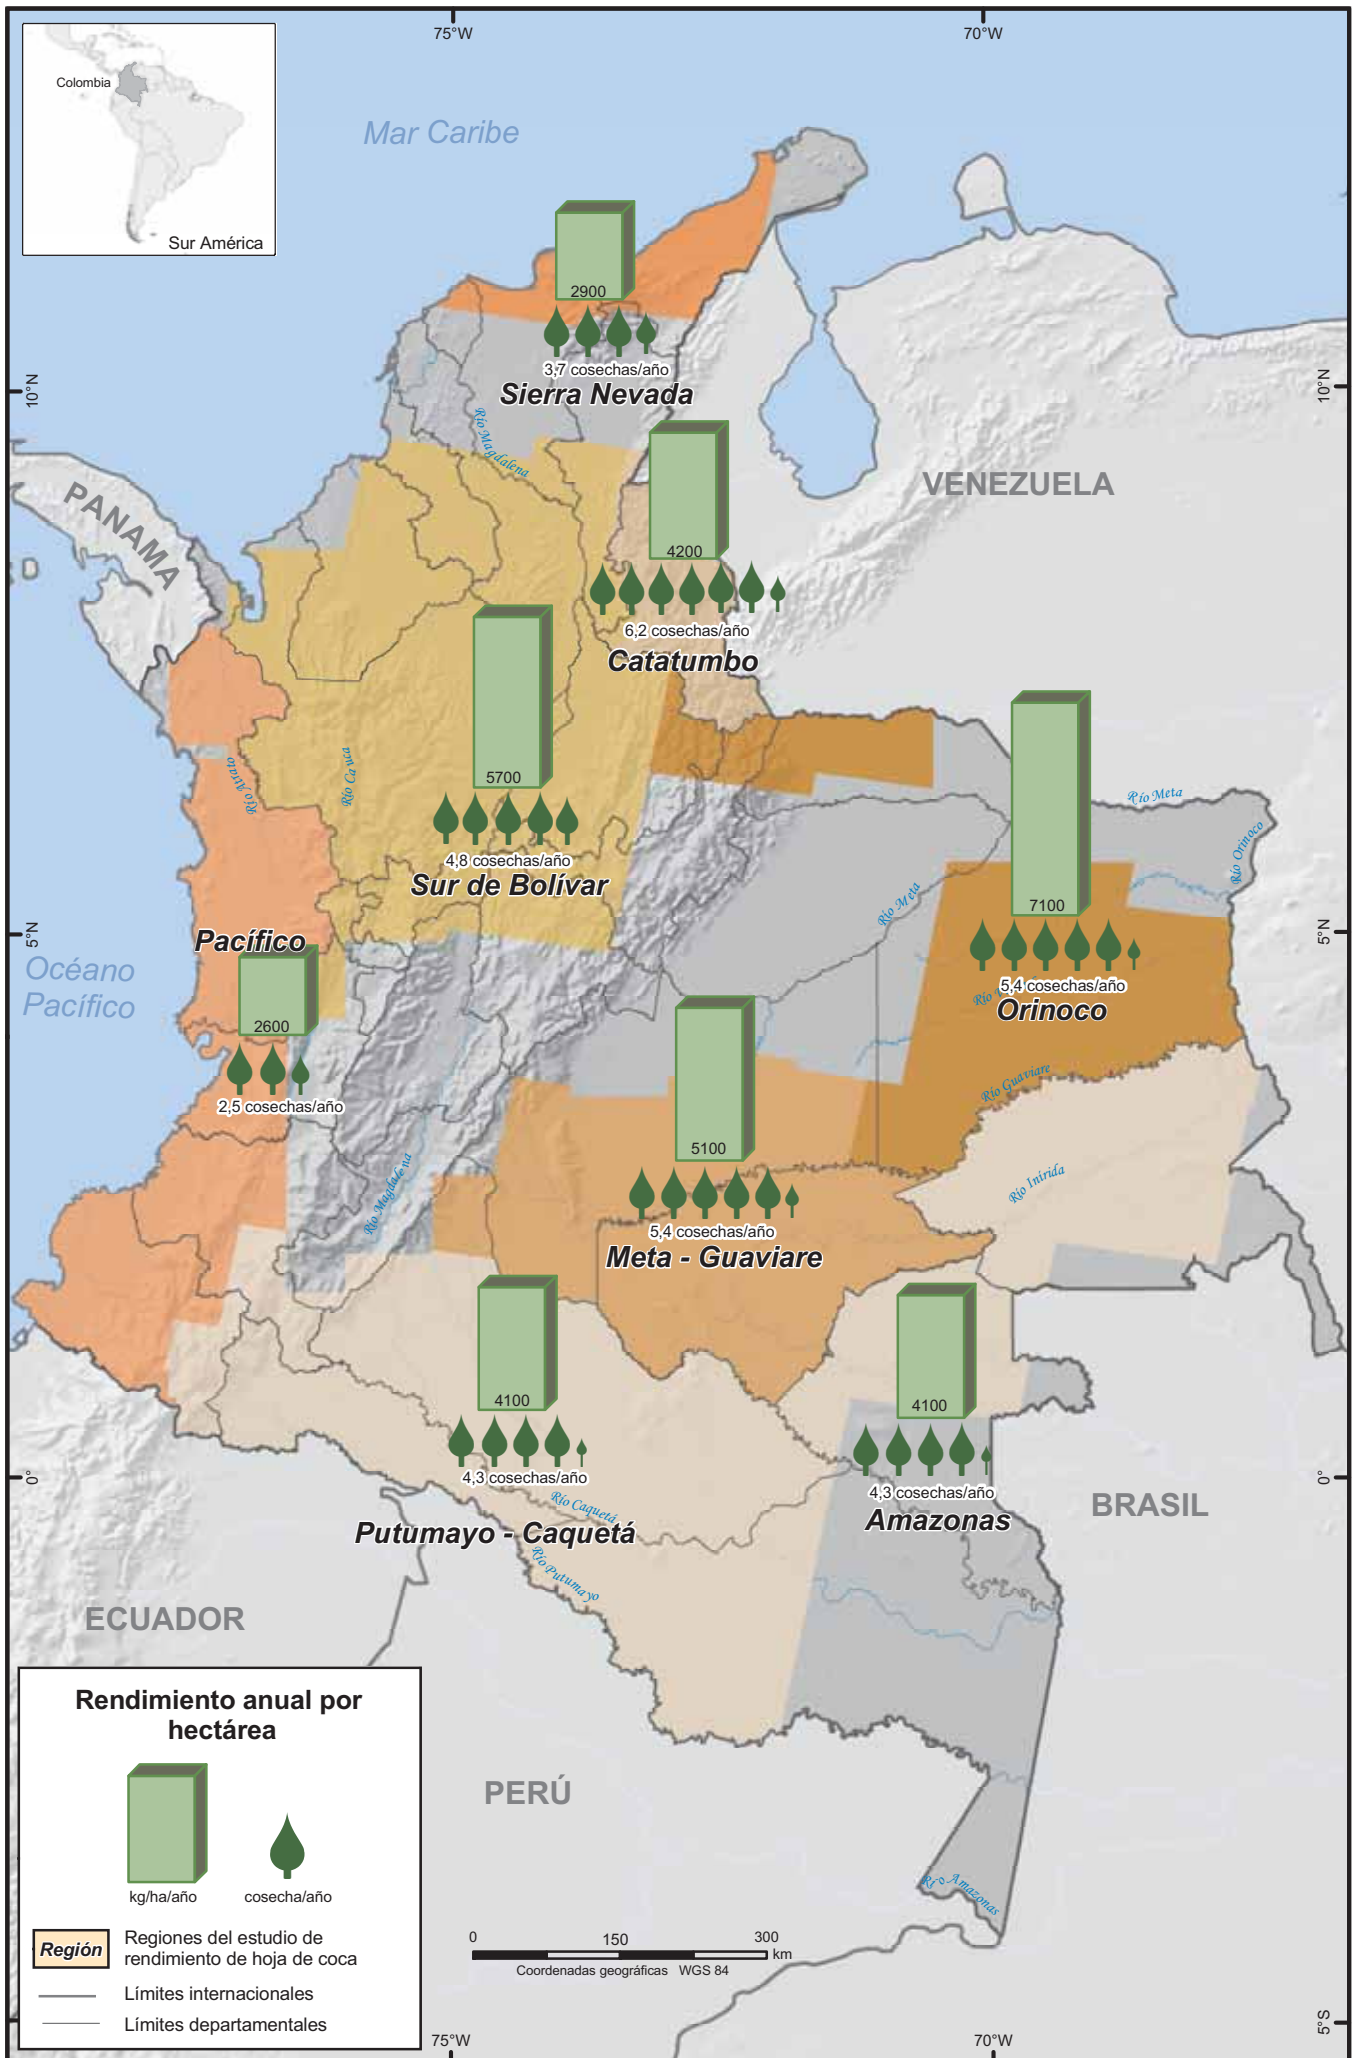 75°W
70°W
Colombia
Sur América
Mar Caribe
2900
3,7 cosechas/año
Sierra Nevada
10°N
10°N
Río Magdalena
VENEZUELA
PANAMA
4200
6,2 cosechas/año
Catatumbo
5700
4,8 cosechas/año
Sur de Bolívar
Río Cauca
Río Atrato
Río Meta
Río Orinoco
Río Meta
7100
5,4 cosechas/año
Orinoco
5°N
5°N
Pacífico
Océano
Pacífico
2600
2,5 cosechas/año
Río Guaviare
5100
5,4 cosechas/año
Meta - Guaviare
Río Inírida
Río Magdalena
4100
4,3 cosechas/año
Putumayo - Caquetá
4100
4,3 cosechas/año
Amazonas
0°
0°
BRASIL
Río Caquetá
Río Putumayo
ECUADOR
PERÚ
Río Amazonas
Rendimiento anual por
hectárea
kg/ha/año
cosecha/año
Región
Regiones del estudio de
rendimiento de hoja de coca
Límites internacionales
Límites departamentales
0 150 300
km
Coordenadas geográficas WGS 84
5°S
75°W
70°W